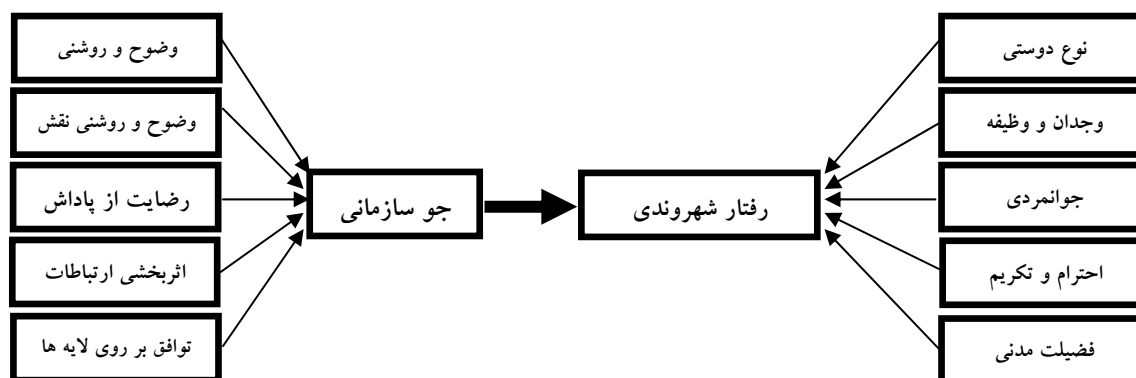 نوع دوستی
وجدان و وظیفه
جوانمردی
احترام و تکریم
فضیلت مدنی
رفتار شهروندی
جو سازمانی
وضوح و روشنی
وضوح و روشنی نقش
رضایت از پاداش
اثربخشی ارتباطات
توافق بر روی لایه ها